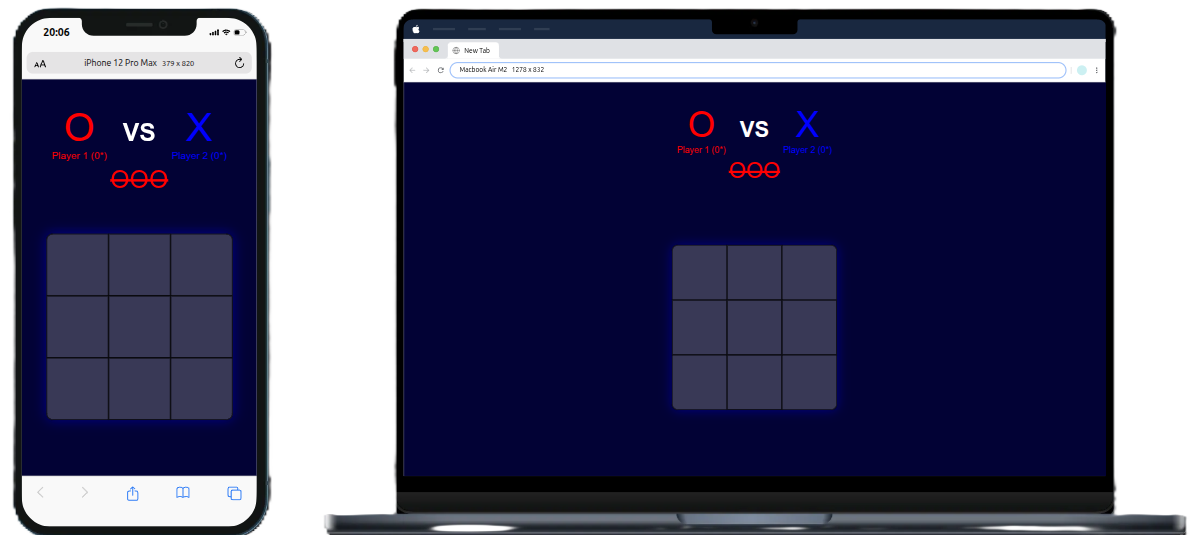 20:06
AA iPhone 12 Pro Max 379 x 820
O vs X
Player 1 (0°) Player 2 (0°)
OOO
New Tab
Macbook Air M2 1278 x 832
O vs X
Player 1 (0°) Player 2 (0°)
OOO